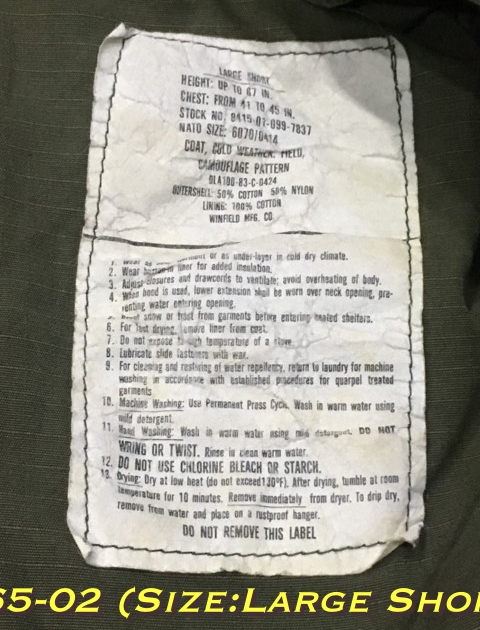 LARGE SHORT
HEIGHT: UP TO 67 IN.
CHEST: FROM 41 TO 45 IN.
STOCK NO. 8415-01-099-7837
NATO SIZE: 6070/0414
COAT, COLD WEATHER, FIELD,
CAMOUFLAGE PATTERN
DLA100-83-C-0424
OUTERSHELL: 50% COTTON 50% NYLON
LINING: 100% COTTON
WINFIELD MFG. CO.
1. Wear as or as under-layer in cold dry climate.
2. Wear liner for added insulation.
3. Adjust closures and drawcords to ventilate; avoid overheating of body.
4. When hood is used, lower extension shall be worn over neck opening, pre-
venting water entering opening.
snow or frost from garments before entering heated shelters.
6. For fast drying, remove liner from coat.
7. Do not expose to high temperature of a stove.
8. Lubricate slide fasteners with wax.
9. For cleaning and restoring of water repellency, return to laundry for machine
washing in accordance with established procedures for quarpel treated
garments
10. Machine Washing: Use Permanent Press Cycle. Wash in warm water using
mild detergent.
11. Hand Washing: Wash in warm water using mild detergent. DO NOT
WRING OR TWIST. Rinse in clean warm water.
12. DO NOT USE CHLORINE BLEACH OR STARCH.
13. Drying: Dry at low heat (do not exceed 130°F). After drying, tumble at room
temperature for 10 minutes. Remove immediately from dryer. To drip dry,
remove from water and place on a rustproof hanger.
DO NOT REMOVE THIS LABEL
65-02 (Size:Large Shor